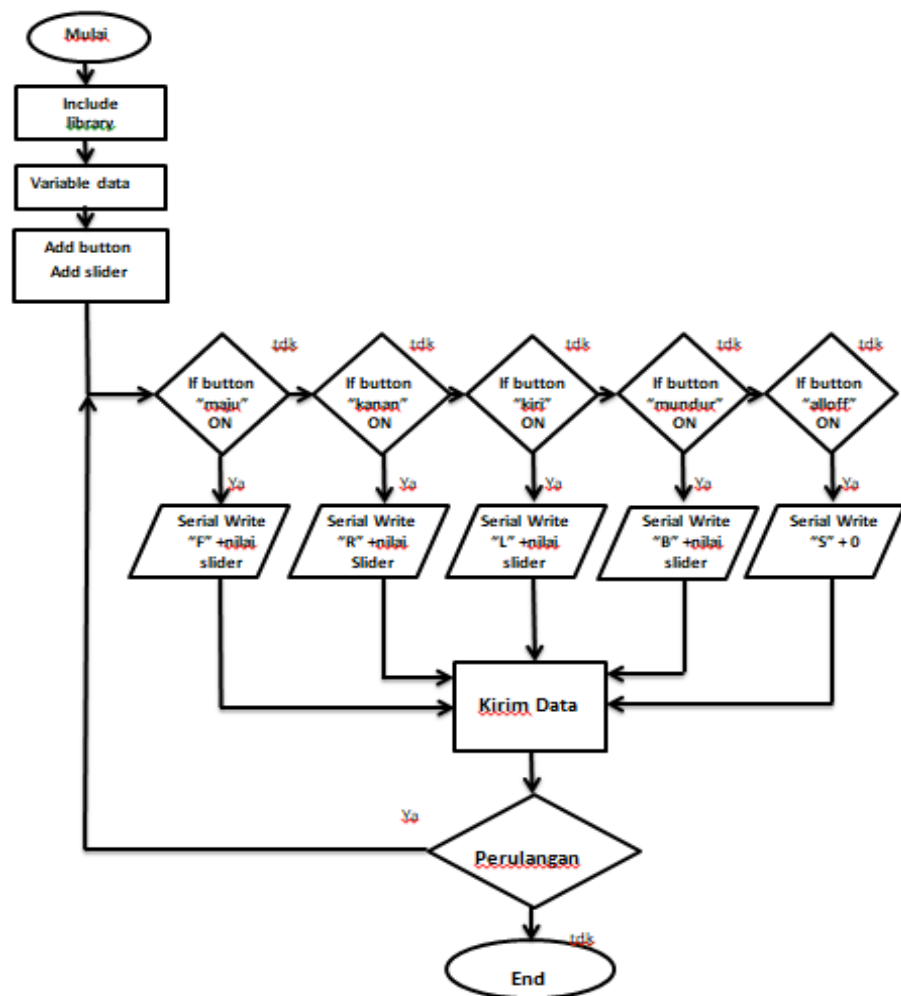 Mulai
Include
library
Variable data
Add button
Add slider
tdk
tdk
tdk
tdk
tdk
If button
“maju”
ON
If button
“kanan”
ON
If button
“kiri”
ON
If button
“mundur”
ON
If button
“alloff”
ON
Ya
Ya
Ya
Ya
Ya
Serial Write
“F” +nilai
slider
Serial Write
“R” +nilai
Slider
Serial Write
“L” +nilai
slider
Serial Write
“B” +nilai
slider
Serial Write
“S” + 0
Kirim Data
Ya
Perulangan
tdk
End